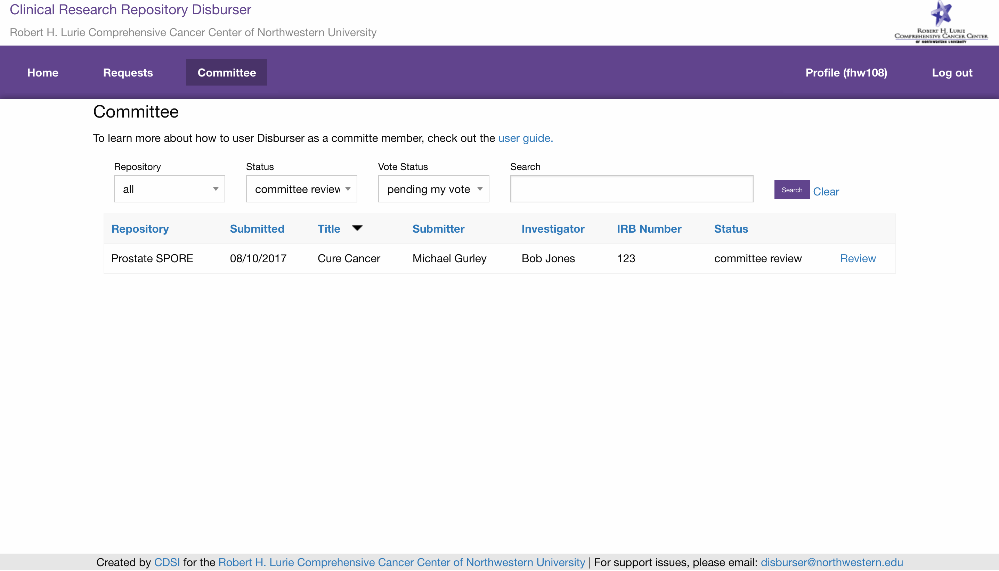 Clinical Research Repository Disburser
Robert H. Lurie Comprehensive Cancer Center of Northwestern University
ROBERT H. LURIE
COMPREHENSIVE CANCER CENTER
OF NORTHWESTERN UNIVERSITY
Home Requests Committee Profile (fhw108) Log out
Committee
To learn more about how to user Disburser as a committe member, check out the user guide.
Repository Status Vote Status Search
all committee review pending my vote Search Clear
Repository Submitted Title Submitter Investigator IRB Number Status
Prostate SPORE 08/10/2017 Cure Cancer Michael Gurley Bob Jones 123 committee review Review
Created by CDSI for the Robert H. Lurie Comprehensive Cancer Center of Northwestern University | For support issues, please email: disburser@northwestern.edu